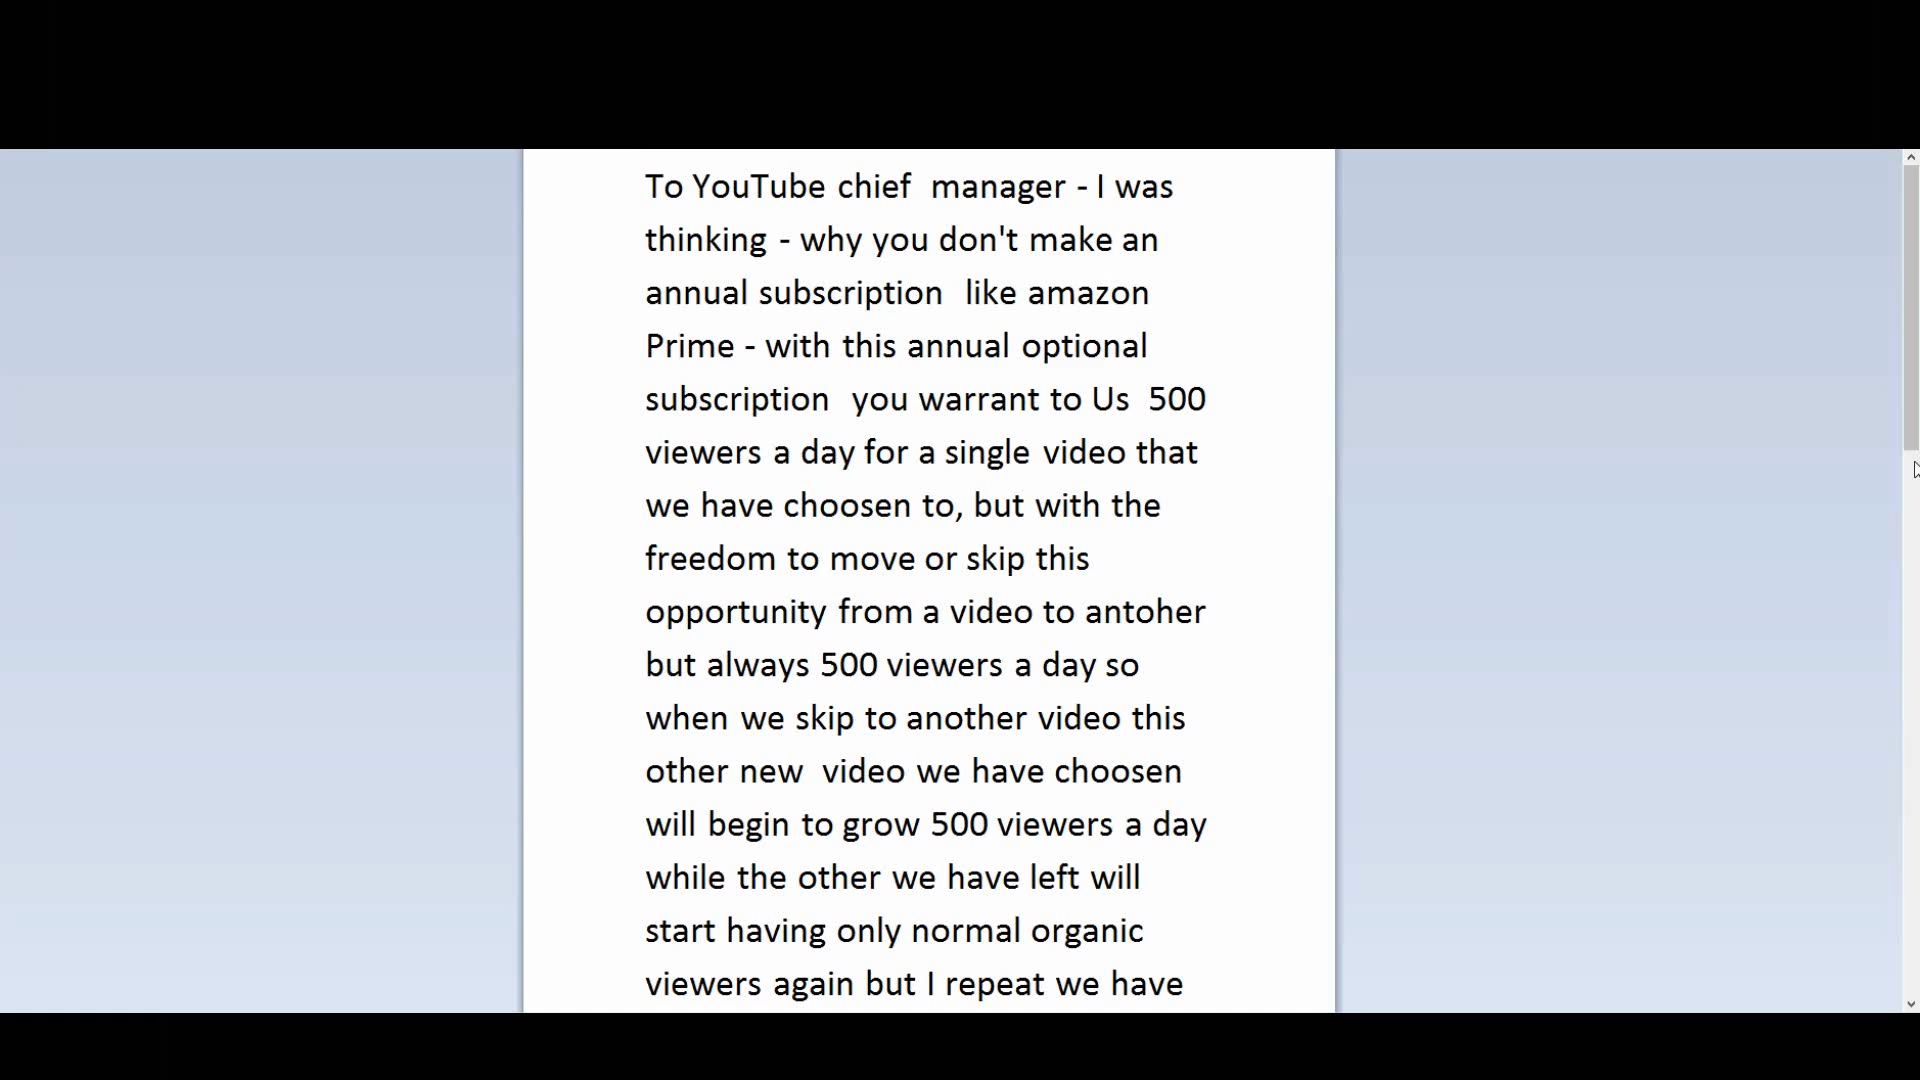 To YouTube chief  manager - I was
thinking - why you don't make an
annual subscription  like amazon
Prime - with this annual optional
subscription  you warrant to Us  500
viewers a day for a single video that
we have choosen to, but with the
freedom to move or skip this
opportunity from a video to antoher
but always 500 viewers a day so
when we skip to another video this
other new  video we have choosen
will begin to grow 500 viewers a day
while the other we have left will
start having only normal organic
viewers again but I repeat we have